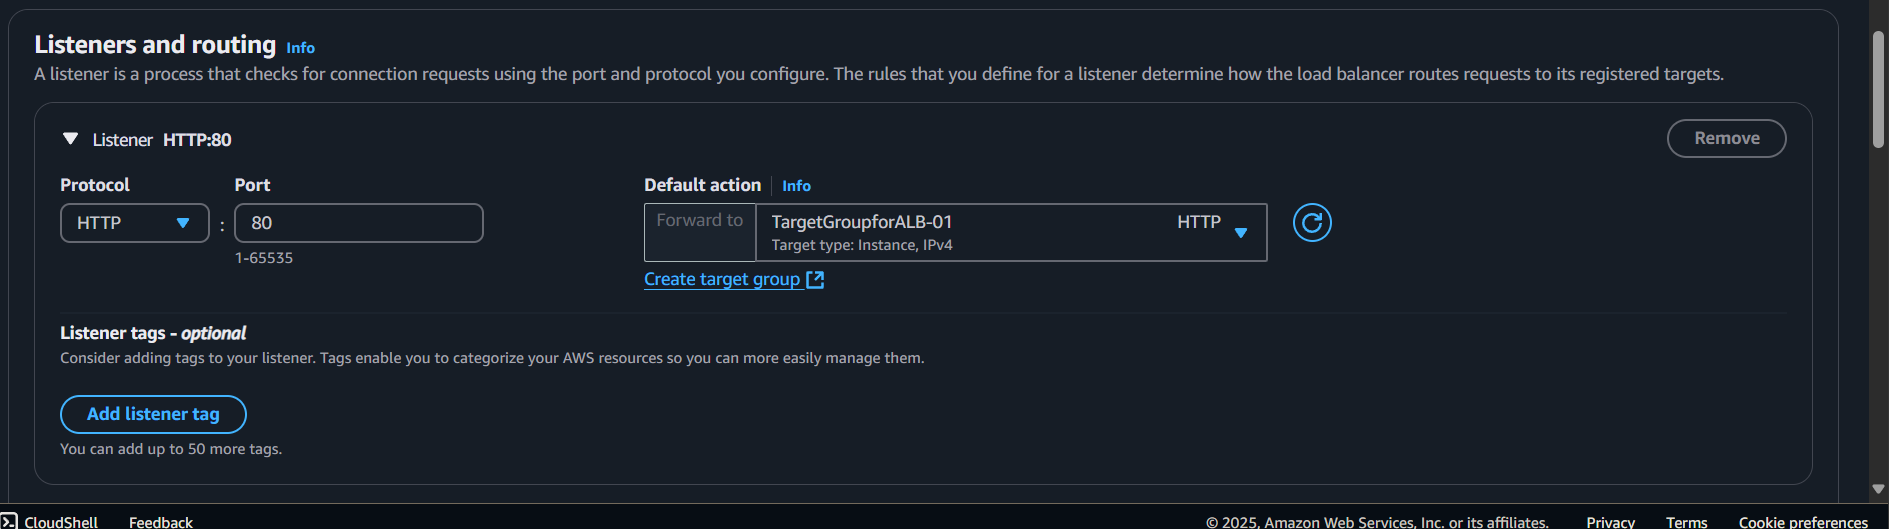 Listeners and routing Info
A listener is a process that checks for connection requests using the port and protocol you configure. The rules that you define for a listener determine how the load balancer routes requests to its registered targets.
Listener HTTP:80
Remove
Protocol
Port
Default action
Info
HTTP
:
80
1-65535
Forward to
TargetGroupforALB-01
HTTP
Target type: Instance, IPv4
Create target group
Listener tags - optional
Consider adding tags to your listener. Tags enable you to categorize your AWS resources so you can more easily manage them.
Add listener tag
You can add up to 50 more tags.
CloudShell
Feedback
© 2025, Amazon Web Services, Inc. or its affiliates.
Privacy
Terms
Cookie preferences